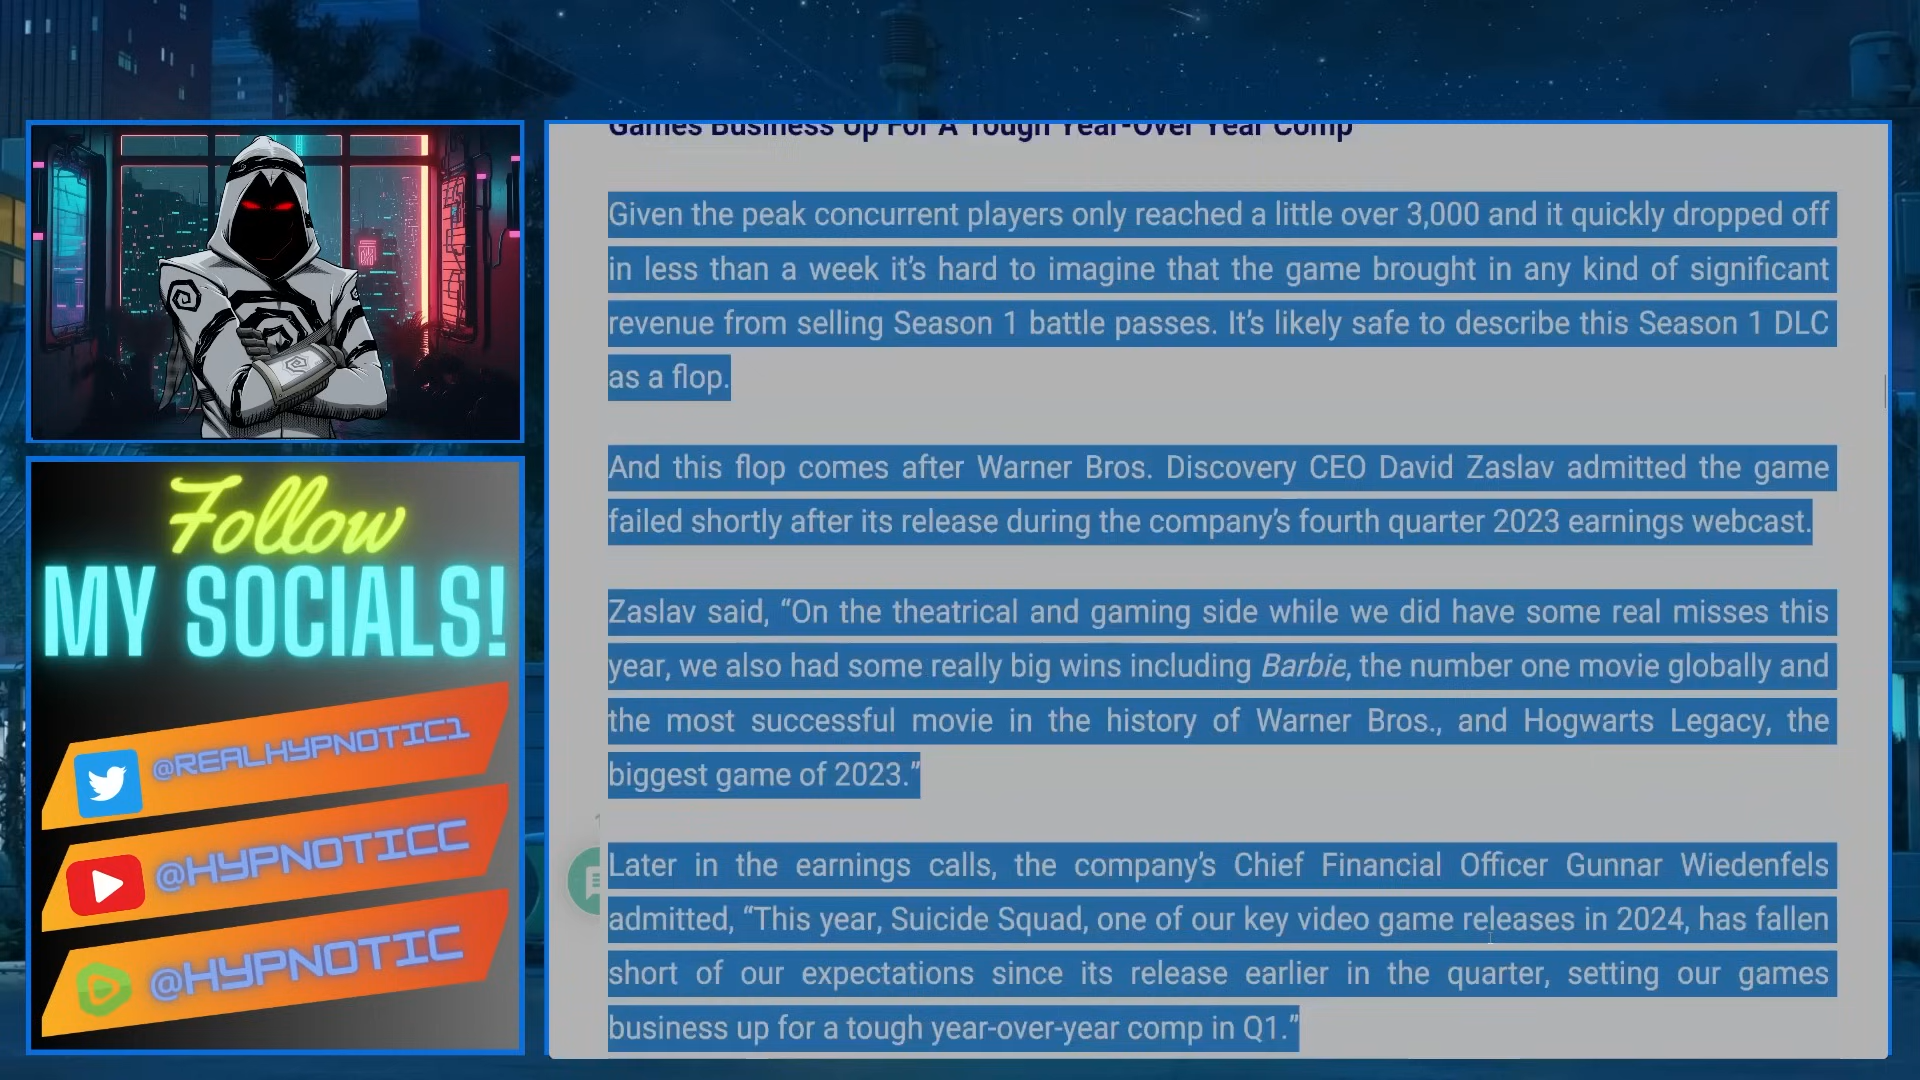 Games Business Up For A Tough Year-Over Year Comp
Given the peak concurrent players only reached a little over 3,000 and it quickly dropped off
in less than a week it’s hard to imagine that the game brought in any kind of significant
revenue from selling Season 1 battle passes. It’s likely safe to describe this Season 1 DLC
as a flop.
And this flop comes after Warner Bros. Discovery CEO David Zaslav admitted the game
failed shortly after its release during the company’s fourth quarter 2023 earnings webcast.
Zaslav said, “On the theatrical and gaming side while we did have some real misses this
year, we also had some really big wins including Barbie, the number one movie globally and
the most successful movie in the history of Warner Bros., and Hogwarts Legacy, the
biggest game of 2023.”
Later in the earnings calls, the company’s Chief Financial Officer Gunnar Wiedenfels
admitted, “This year, Suicide Squad, one of our key video game releases in 2024, has fallen
short of our expectations since its release earlier in the quarter, setting our games
business up for a tough year-over-year comp in Q1.”
Follow
MY SOCIALS!
@REALHYPNOTIC1
@HYPNOTICC
@HYPNOTIC